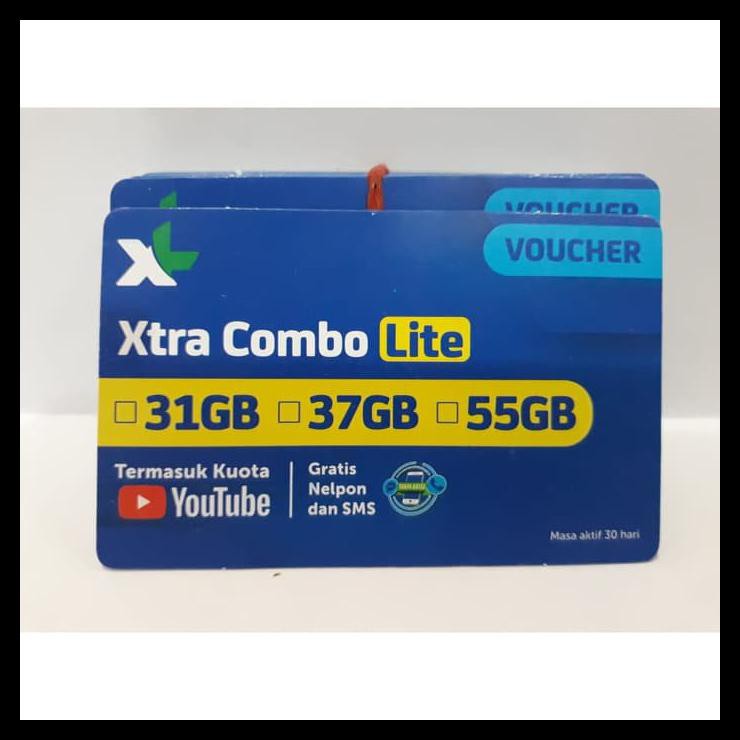 VOUCHER
XL
VOUCHER
Xtra Combo Lite
31GB 37GB 55GB
Termasuk Kuota
YouTube
Gratis
Nelpon
dan SMS
Masa aktif 30 hari